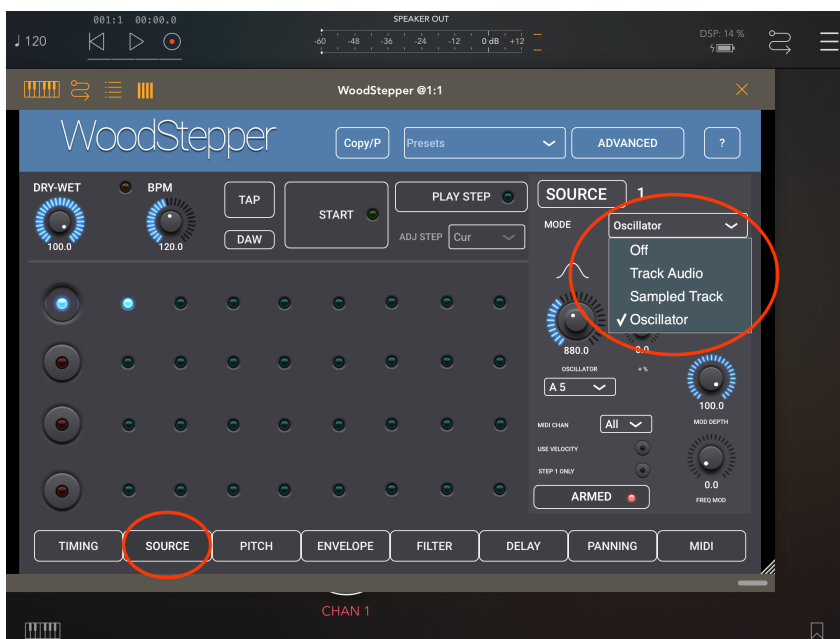 001:1 00:00.0
SPEAKER OUT
♩ 120
-60 -48 -36 -24 -12 0 dB +12
DSP: 14 %
WoodStepper @1:1
WoodStepper
Copy/P
Presets
ADVANCED
?
DRY-WET
100.0
BPM
120.0
TAP
DAW
START
PLAY STEP
ADJ STEP Cur
SOURCE 1
MODE Oscillator
Off
Track Audio
Sampled Track
✓ Oscillator
880.0
0.0
OSCILLATOR
+ %
A 5
100.0
MOD DEPTH
MIDI CHAN All
USE VELOCITY
STEP 1 ONLY
0.0
FREQ MOD
ARMED
TIMING SOURCE PITCH ENVELOPE FILTER DELAY PANNING MIDI
CHAN 1